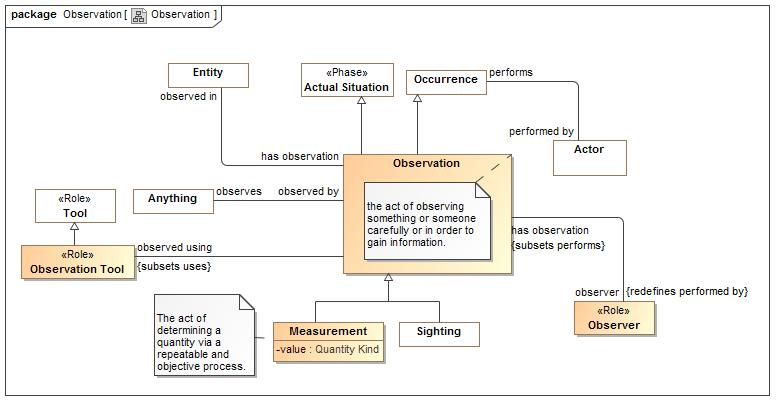 package Observation [ Observation ]
Entity
«Phase»
Actual Situation
Occurrence
performs
observed in
performed by
Actor
has observation
Observation
«Role»
Tool
Anything
observes
observed by
the act of observing
something or someone
carefully or in order to
gain information.
has observation
{subsets performs}
«Role»
Observation Tool
observed using
{subsets uses}
observer
{redefines performed by}
«Role»
Observer
The act of
determining a
quantity via a
repeatable and
objective process.
Measurement
-value : Quantity Kind
Sighting